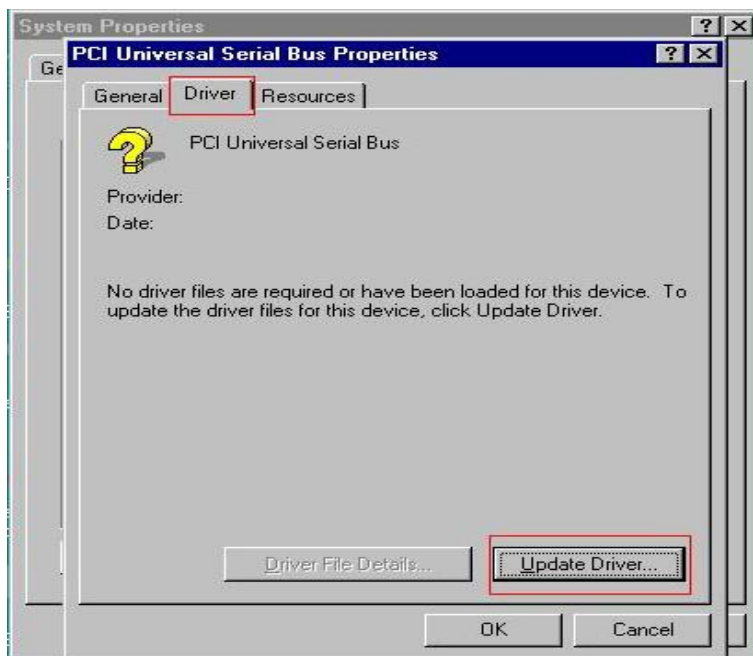 System Properties
Ge
PCI Universal Serial Bus Properties
General Driver Resources
PCI Universal Serial Bus
Provider:
Date:
No driver files are required or have been loaded for this device. To
update the driver files for this device, click Update Driver.
Driver File Details... Update Driver...
OK Cancel